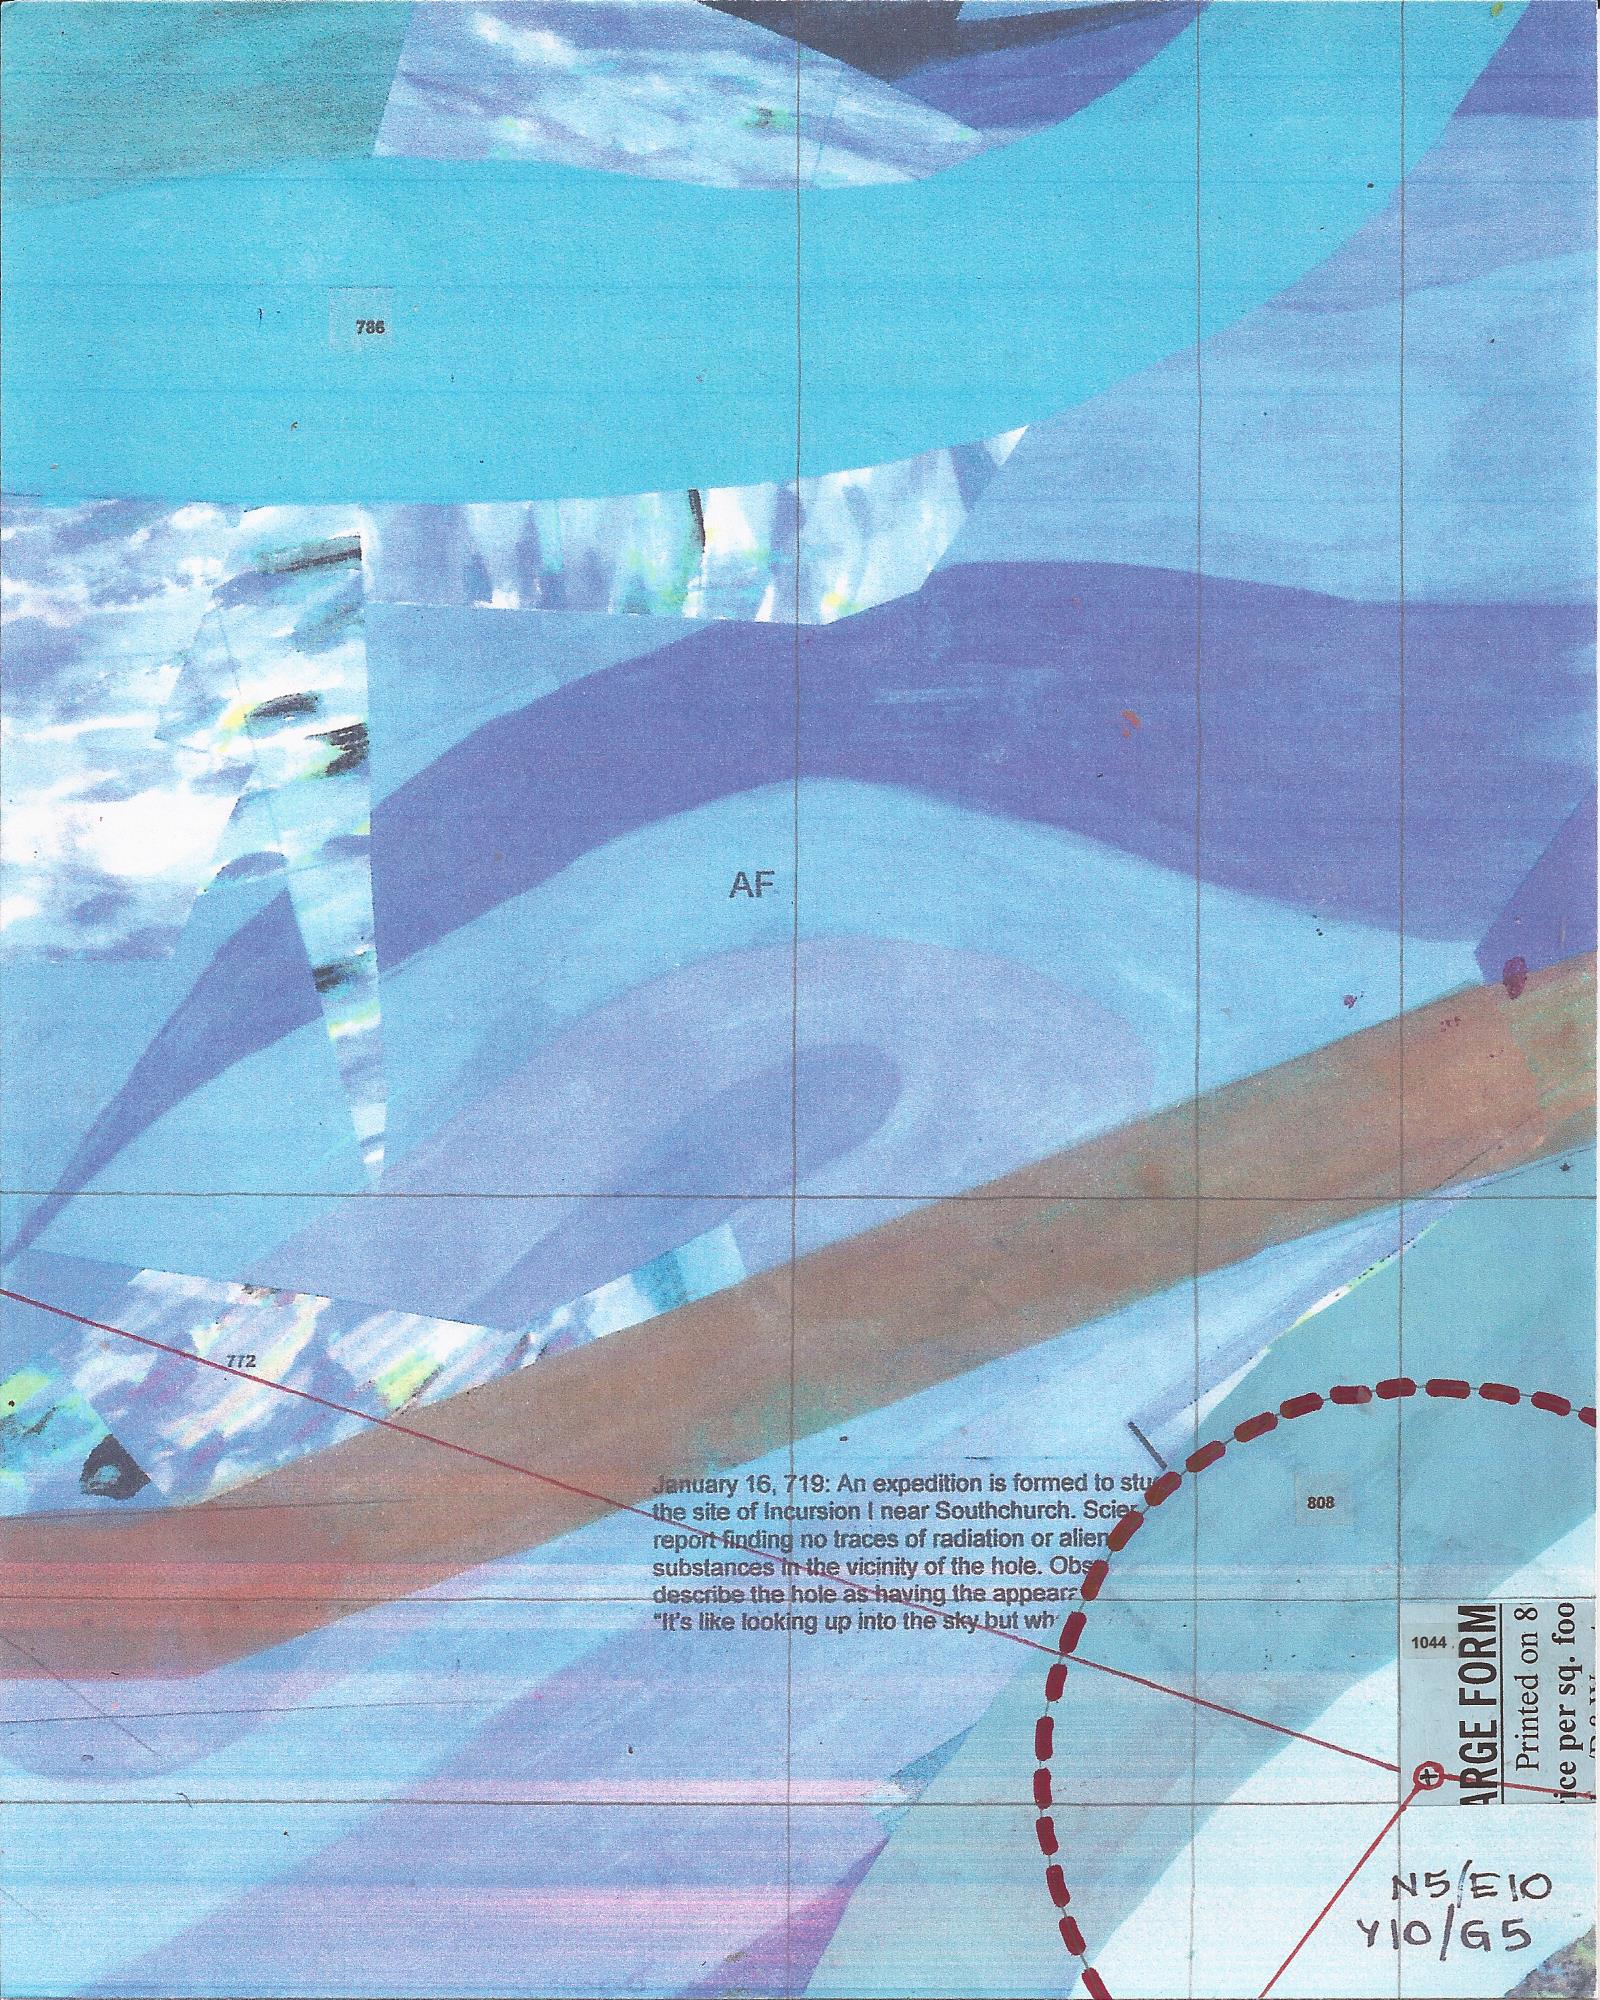 786
AF
772
January 16, 719: An expedition is formed to stu
the site of Incursion I near Southchurch. Scier
report finding no traces of radiation or alien
substances in the vicinity of the hole. Obs
describe the hole as having the appeara
"It's like looking up into the sky but wh
808
1044
ARGE FORM
Printed on 8
ice per sq. foo
N5/E10
Y10/G5